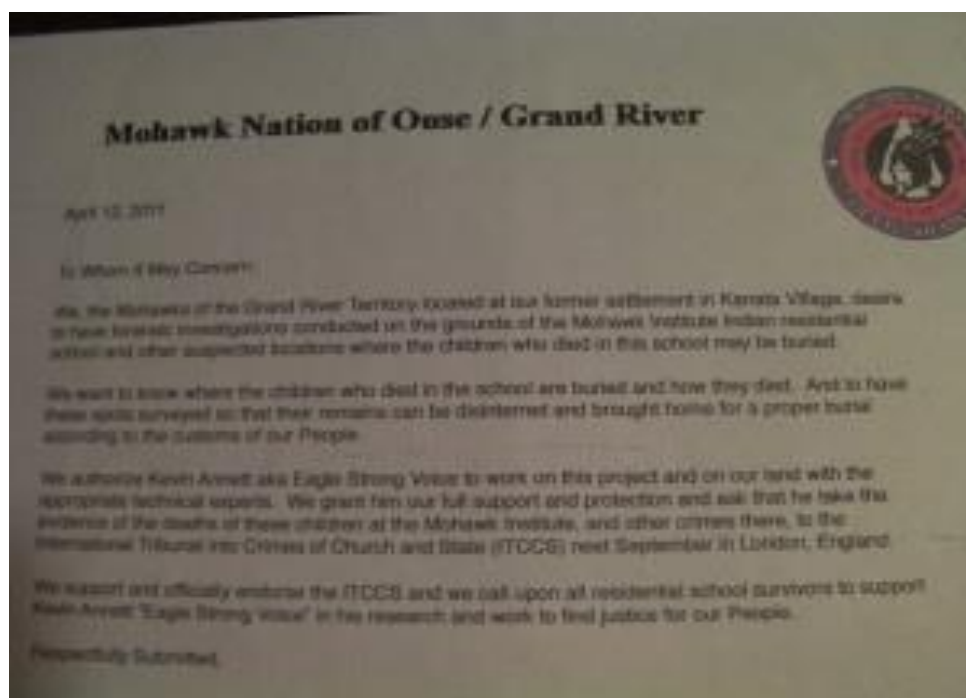 Mohawk Nation of Ouse / Grand River
April 12, 2011
To Whom it May Concern:
We, the Mohawks of the Grand River Territory located at our former settlement in Kanata Village, desire
to have forensic investigations conducted on the grounds of the Mohawk Institute Indian residential
school and other suspected locations where the children who died in this school may be buried.
We want to know where the children who died in the school are buried and how they died. And to have
these spots surveyed so that their remains can be disinterred and brought home for a proper burial
according to the customs of our People.
We authorize Kevin Annett aka Eagle Strong Voice to work on this project and on our land with the
appropriate technical experts. We grant him our full support and protection and ask that he take the
evidence of the deaths of these children at the Mohawk Institute, and other crimes there, to the
International Tribunal into Crimes of Church and State (ITCCS) next September in London, England.
We support and officially endorse the ITCCS and we call upon all residential school survivors to support
Kevin Annett "Eagle Strong Voice" in his research and work to find justice for our People.
Respectfully Submitted,